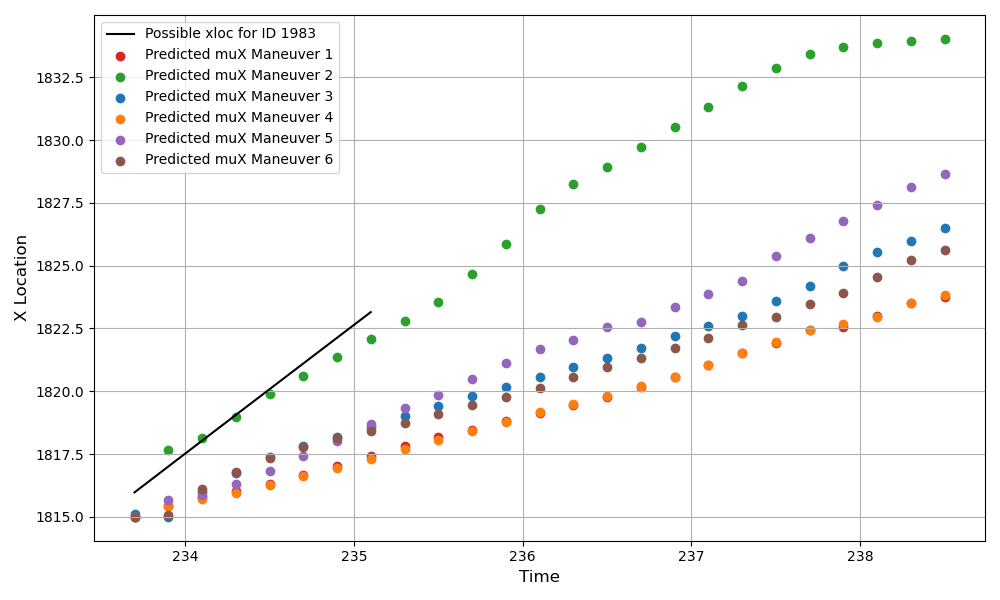 Possible xloc for ID 1983
Predicted muX Maneuver 1
Predicted muX Maneuver 2
Predicted muX Maneuver 3
Predicted muX Maneuver 4
Predicted muX Maneuver 5
Predicted muX Maneuver 6
1832.5
1830.0
1827.5
1825.0
1822.5
1820.0
1817.5
1815.0
X Location
234 235 236 237 238
Time